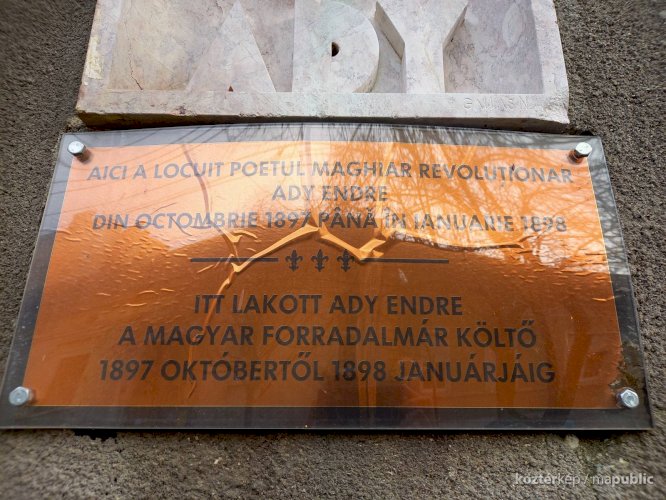 ADY
AICI A LOCUIT POETUL MAGHIAR REVOLUȚIONAR
ADY ENDRE
DIN OCTOMBRIE 1897 PÂNĂ ÎN IANUARIE 1898
ITT LAKOTT ADY ENDRE
A MAGYAR FORRADALMÁR KÖLTŐ
1897 OKTÓBERTŐL 1898 JANUÁRJÁIG
köztérkép / mapublic